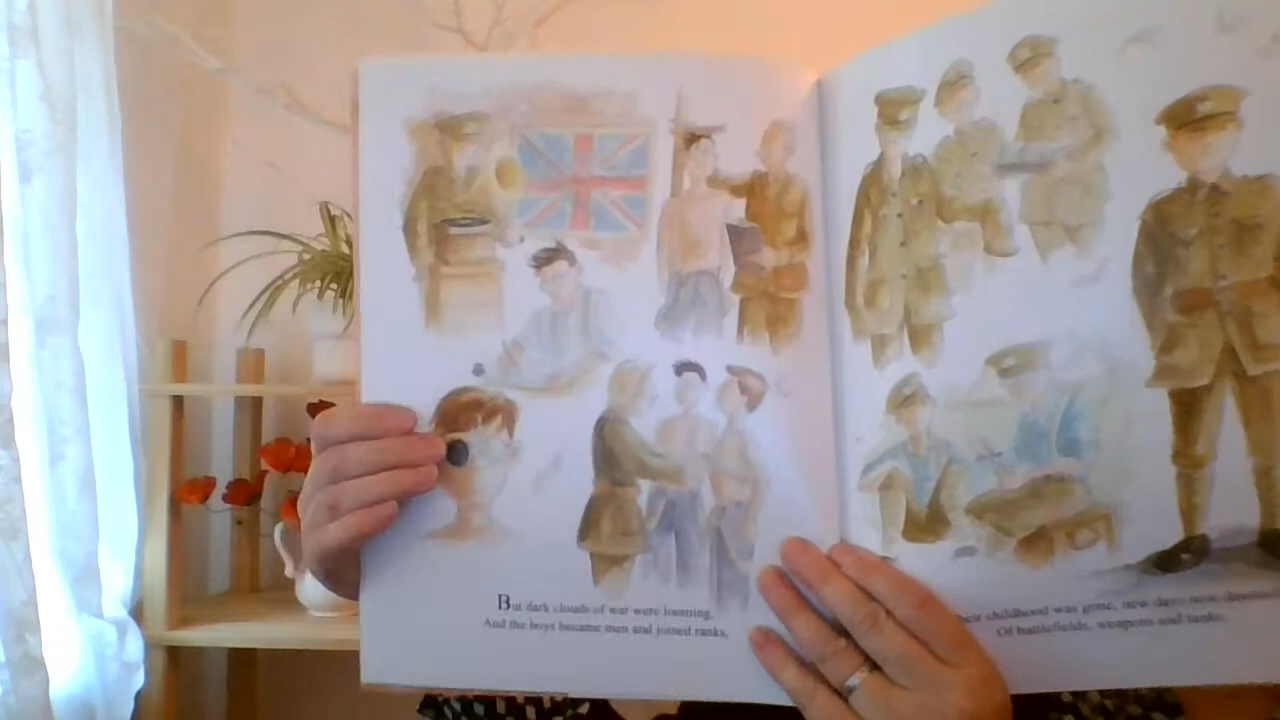 But dark clouds of war were looming,
And the boys became men and joined ranks,
heir childhood was gone, new days now dawned
Of battlefields, weapons and tanks.